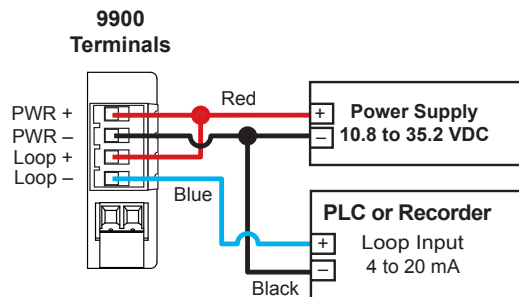 9900
Terminals
PWR +
PWR –
Loop +
Loop –
Red
Blue
Black
+
–
Power Supply
10.8 to 35.2 VDC
PLC or Recorder
+
Loop Input
–
4 to 20 mA